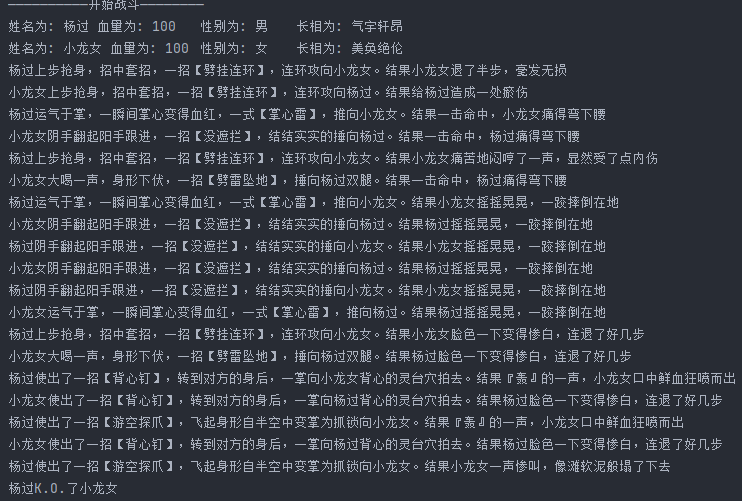 ——————————开始战斗————————
姓名为: 杨过 血量为: 100 性别为: 男 长相为: 气宇轩昂
姓名为: 小龙女 血量为: 100 性别为: 女 长相为: 美奂绝伦
杨过上步抢身，招中套招，一招【劈挂连环】，连环攻向小龙女。结果小龙女退了半步，毫发无损
小龙女上步抢身，招中套招，一招【劈挂连环】，连环攻向杨过。结果给杨过造成一处瘀伤
杨过运气于掌，一瞬间掌心变得血红，一式【掌心雷】，推向小龙女。结果一击命中，小龙女痛得弯下腰
小龙女阴手翻起阳手跟进，一招【没遮拦】，结结实实的捶向杨过。结果一击命中，杨过痛得弯下腰
杨过上步抢身，招中套招，一招【劈挂连环】，连环攻向小龙女。结果小龙女痛苦地闷哼了一声，显然受了点内伤
小龙女大喝一声，身形下伏，一招【劈雷坠地】，捶向杨过双腿。结果一击命中，杨过痛得弯下腰
杨过运气于掌，一瞬间掌心变得血红，一式【掌心雷】，推向小龙女。结果小龙女摇摇晃晃，一跤摔倒在地
小龙女阴手翻起阳手跟进，一招【没遮拦】，结结实实的捶向杨过。结果杨过摇摇晃晃，一跤摔倒在地
杨过阴手翻起阳手跟进，一招【没遮拦】，结结实实的捶向小龙女。结果小龙女摇摇晃晃，一跤摔倒在地
小龙女阴手翻起阳手跟进，一招【没遮拦】，结结实实的捶向杨过。结果杨过摇摇晃晃，一跤摔倒在地
杨过阴手翻起阳手跟进，一招【没遮拦】，结结实实的捶向小龙女。结果小龙女摇摇晃晃，一跤摔倒在地
小龙女运气于掌，一瞬间掌心变得血红，一式【掌心雷】，推向杨过。结果杨过摇摇晃晃，一跤摔倒在地
杨过上步抢身，招中套招，一招【劈挂连环】，连环攻向小龙女。结果小龙女脸色一下变得惨白，连退了好几步
小龙女大喝一声，身形下伏，一招【劈雷坠地】，捶向杨过双腿。结果杨过脸色一下变得惨白，连退了好几步
杨过使出了一招【背心钉】，转到对方的身后，一掌向小龙女背心的灵台穴拍去。结果『轰』的一声，小龙女口中鲜血狂喷而出
小龙女使出了一招【背心钉】，转到对方的身后，一掌向杨过背心的灵台穴拍去。结果杨过脸色一下变得惨白，连退了好几步
杨过使出了一招【游空探爪】，飞起身形自半空中变掌为抓锁向小龙女。结果『轰』的一声，小龙女口中鲜血狂喷而出
小龙女使出了一招【背心钉】，转到对方的身后，一掌向杨过背心的灵台穴拍去。结果杨过脸色一下变得惨白，连退了好几步
杨过使出了一招【游空探爪】，飞起身形自半空中变掌为抓锁向小龙女。结果小龙女一声惨叫，像滩软泥般塌了下去
杨过K.O.了小龙女